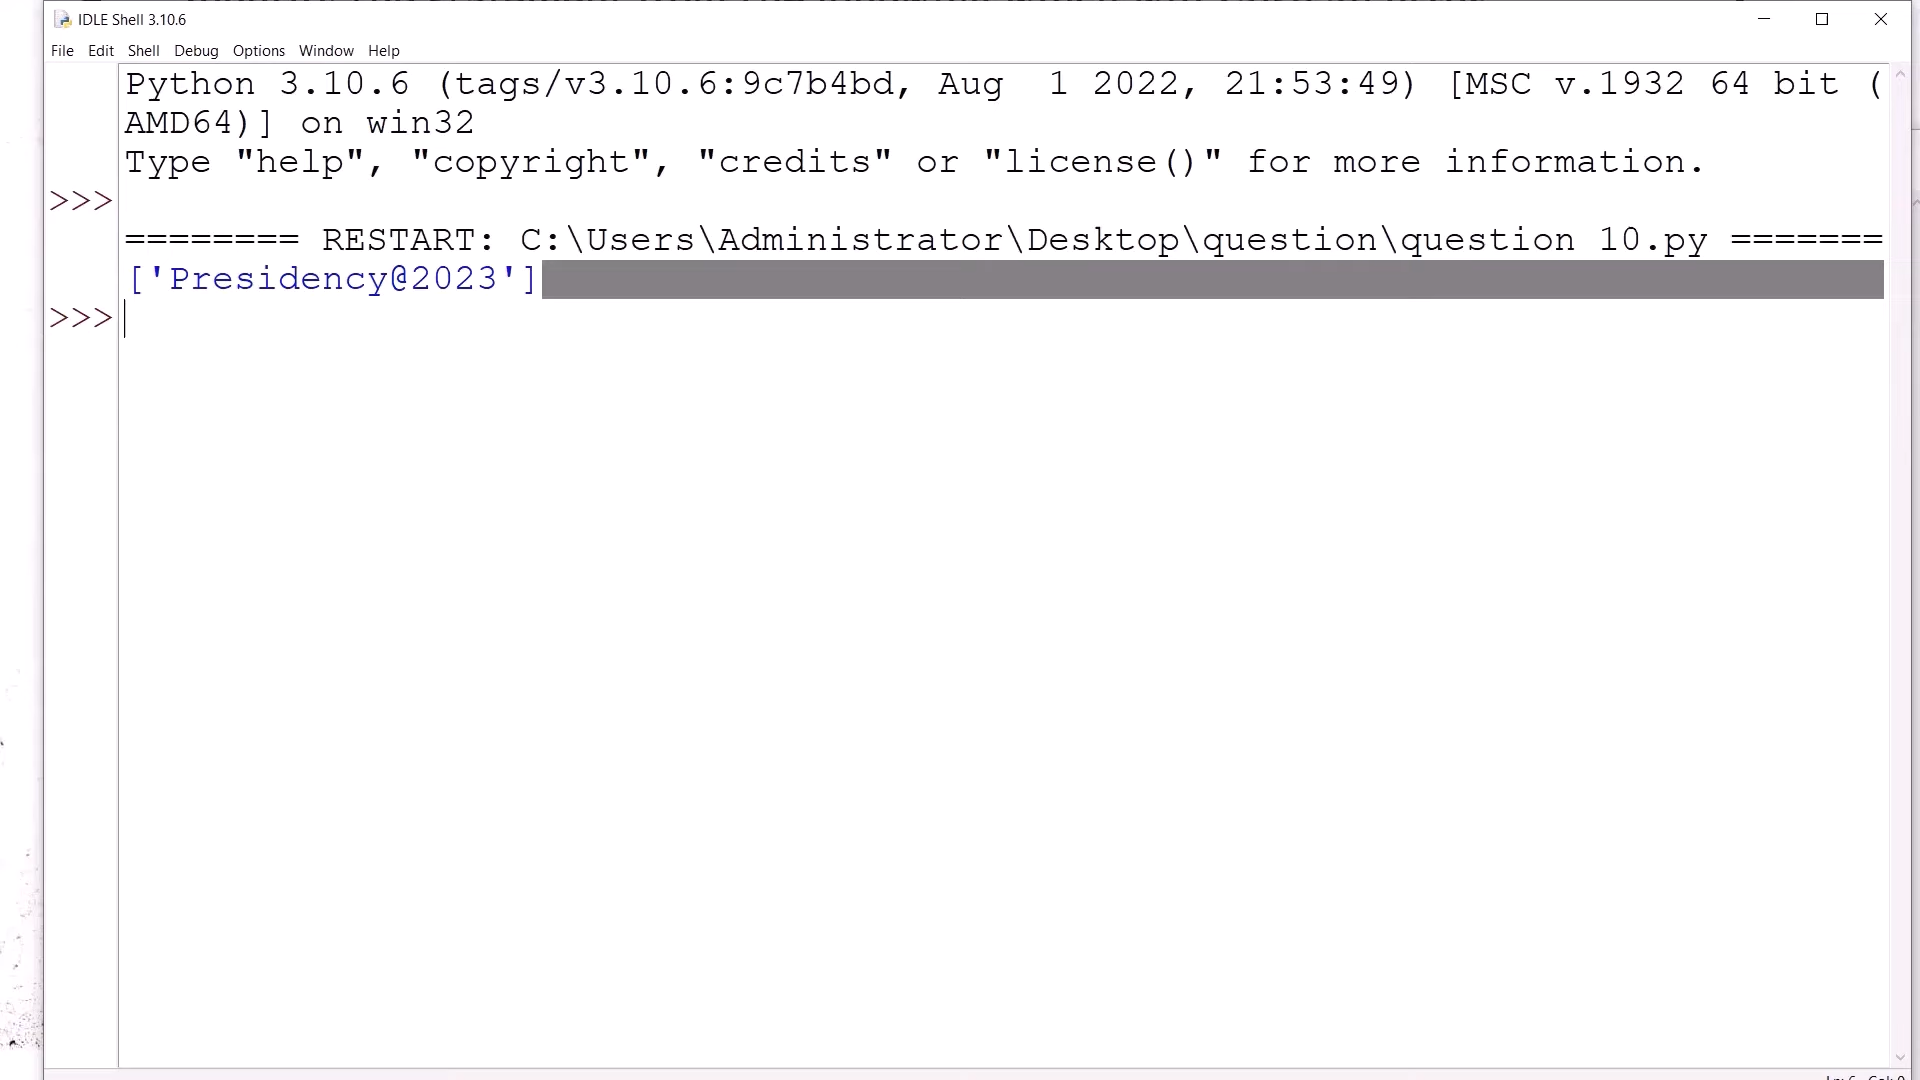 IDLE Shell 3.10.6
File Edit Shell Debug Options Window Help
Python 3.10.6 (tags/v3.10.6:9c7b4bd, Aug  1 2022, 21:53:49) [MSC v.1932 64 bit (
AMD64)] on win32
Type "help", "copyright", "credits" or "license()" for more information.
>>>
======== RESTART: C:\Users\Administrator\Desktop\question\question 10.py =======
['Presidency@2023']
>>>